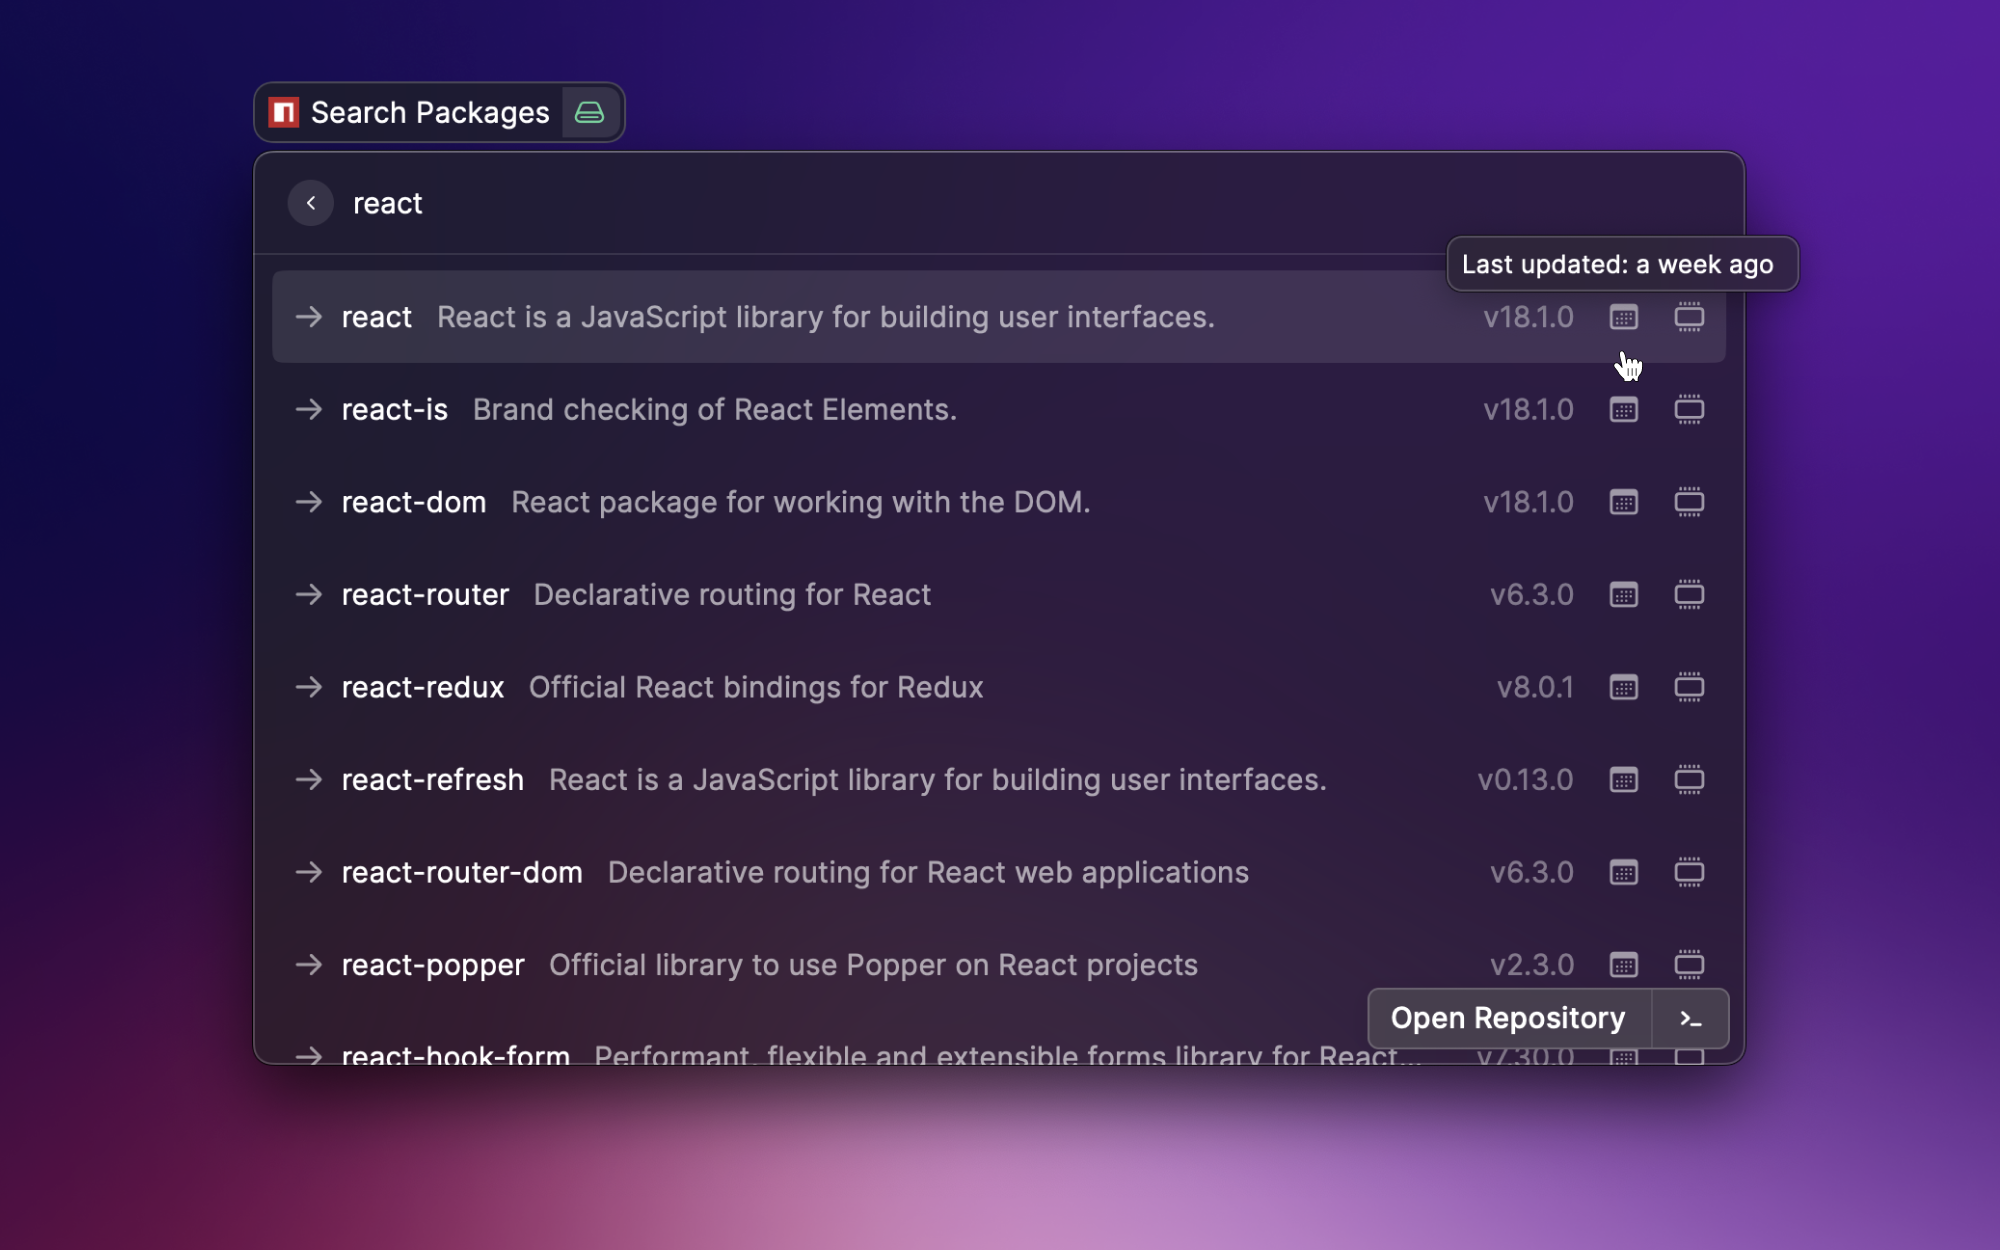 Search Packages
react
Last updated: a week ago
react React is a JavaScript library for building user interfaces. v18.1.0
react-is Brand checking of React Elements. v18.1.0
react-dom React package for working with the DOM. v18.1.0
react-router Declarative routing for React v6.3.0
react-redux Official React bindings for Redux v8.0.1
react-refresh React is a JavaScript library for building user interfaces. v0.13.0
react-router-dom Declarative routing for React web applications v6.3.0
react-popper Official library to use Popper on React projects v2.3.0
Open Repository >_
react-hook-form Performant, flexible and extensible forms library for React... v7.30.0